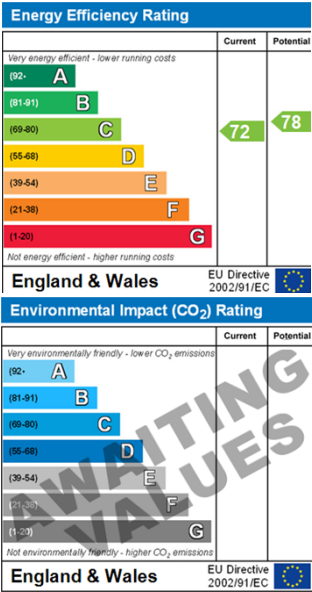 Energy Efficiency Rating
Current
Potential
Very energy efficient - lower running costs
(92-
A
(81-91)
B
(69-80)
C
72
78
(55-68)
D
(39-54)
E
(21-38)
F
(1-20)
G
Not energy efficient - higher running costs
England & Wales
EU Directive
2002/91/EC
Environmental Impact (CO2) Rating
Current
Potential
Very environmentally friendly - lower CO2 emissions
(92-
A
(81-91)
B
(69-80)
C
(55-68)
D
(39-54)
E
(21-38)
F
(1-20)
G
AWAITING
VALUES
Not environmentally friendly - higher CO2 emissions
England & Wales
EU Directive
2002/91/EC